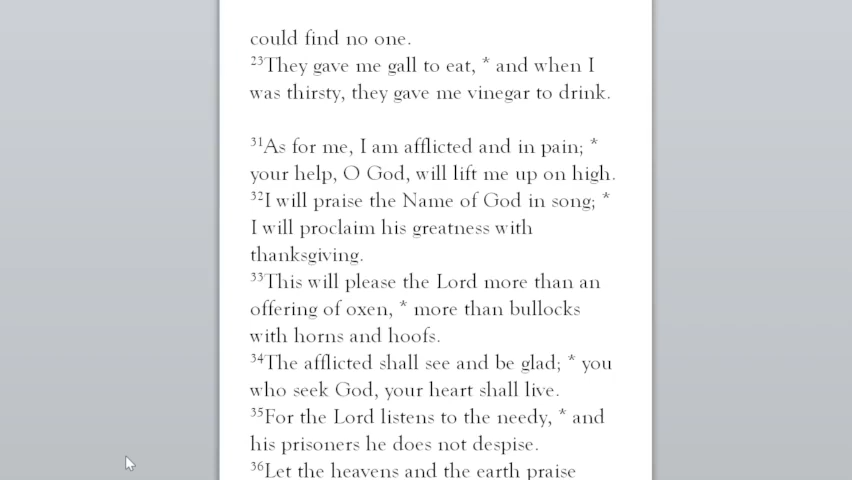 could find no one.
²³They gave me gall to eat, * and when I
was thirsty, they gave me vinegar to drink.
³¹As for me, I am afflicted and in pain; *
your help, O God, will lift me up on high.
³²I will praise the Name of God in song; *
I will proclaim his greatness with
thanksgiving.
³³This will please the Lord more than an
offering of oxen, * more than bullocks
with horns and hoofs.
³⁴The afflicted shall see and be glad; * you
who seek God, your heart shall live.
³⁵For the Lord listens to the needy, * and
his prisoners he does not despise.
³⁶Let the heavens and the earth praise